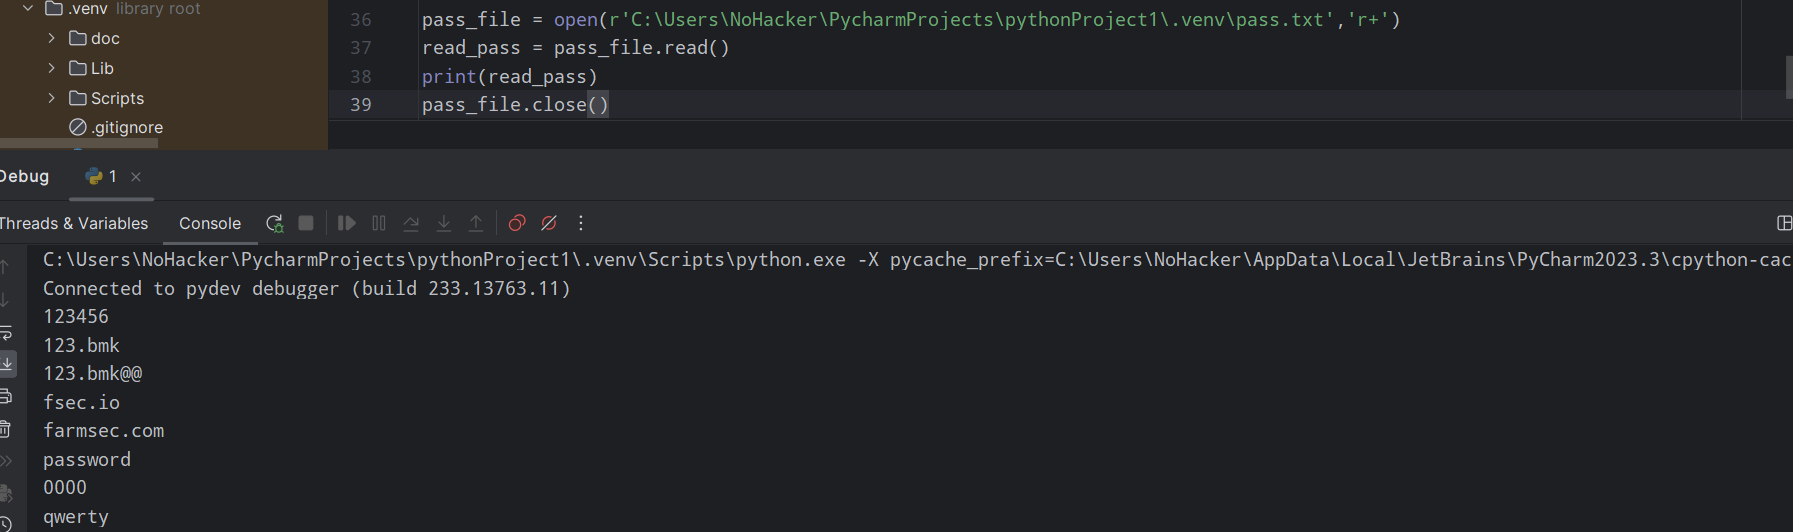 .venv library root
doc
Lib
Scripts
.gitignore
36 pass_file = open(r'C:\Users\NoHacker\PycharmProjects\pythonProject1\.venv\pass.txt','r+')
37 read_pass = pass_file.read()
38 print(read_pass)
39 pass_file.close()
Debug 1
Threads & Variables Console
C:\Users\NoHacker\PycharmProjects\pythonProject1\.venv\Scripts\python.exe -X pycache_prefix=C:\Users\NoHacker\AppData\Local\JetBrains\PyCharm2023.3\cpython-cac
Connected to pydev debugger (build 233.13763.11)
123456
123.bmk
123.bmk@@
fsec.io
farmsec.com
password
0000
qwerty